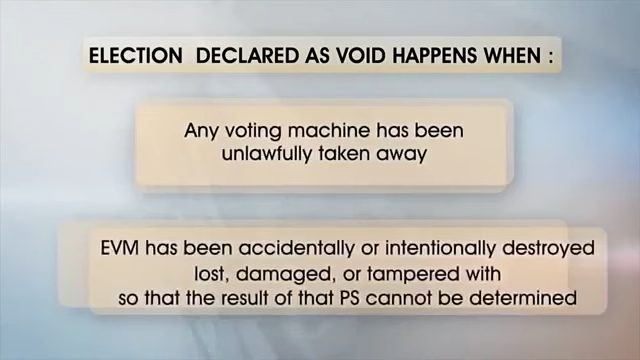 ELECTION DECLARED AS VOID HAPPENS WHEN :
Any voting machine has been
unlawfully taken away
EVM has been accidentally or intentionally destroyed
lost, damaged, or tampered with
so that the result of that PS cannot be determined